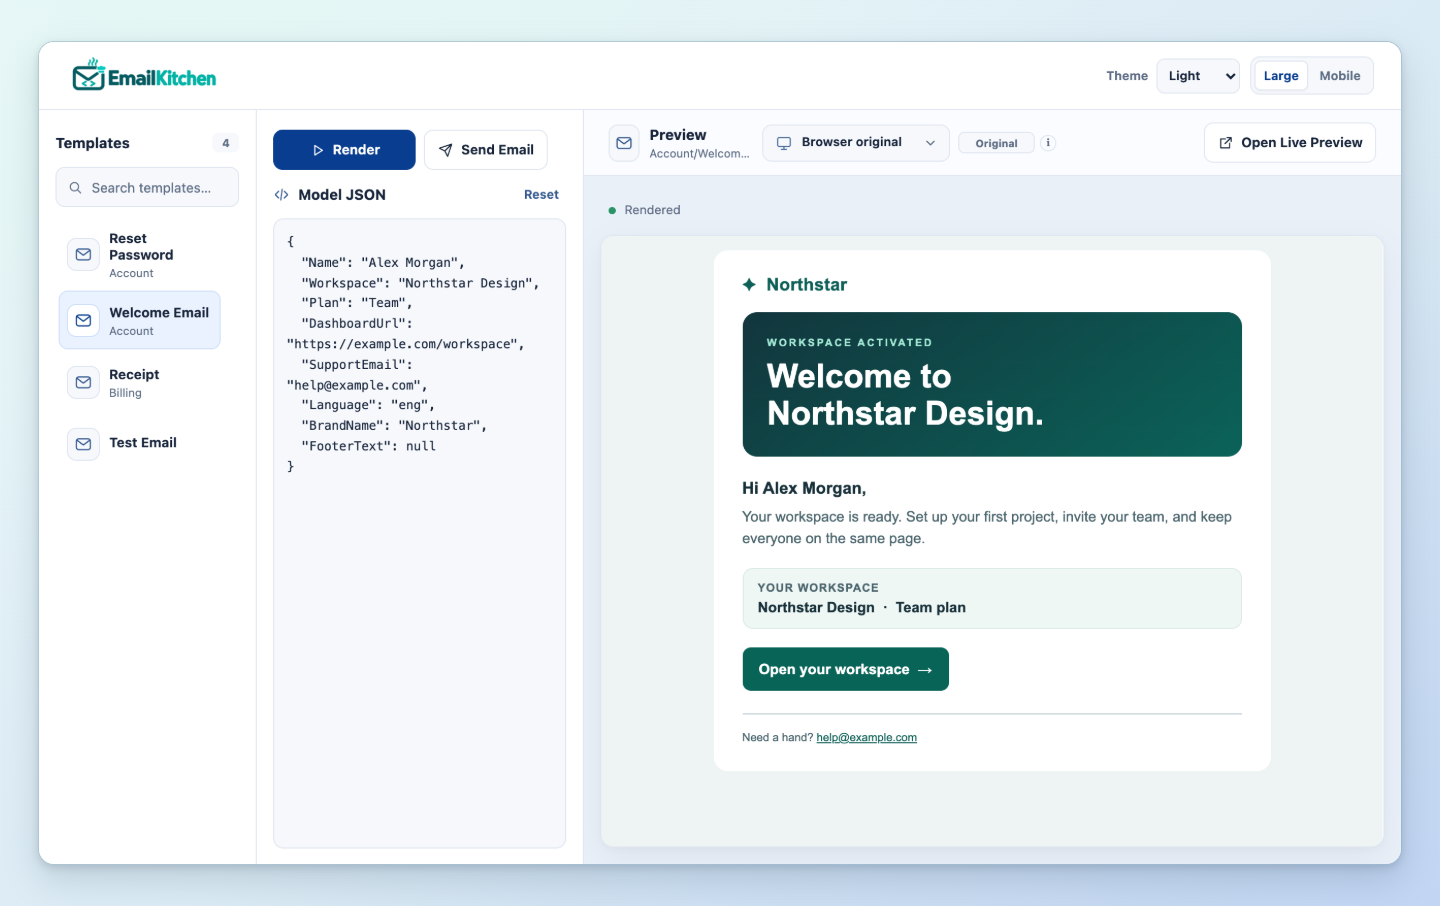 EmailKitchen
Theme
Light
Large
Mobile
Templates
4
Search templates...
Reset
Password
Account
Welcome Email
Account
Receipt
Billing
Test Email
Render
Send Email
</> Model JSON
Reset
{
"Name": "Alex Morgan",
"Workspace": "Northstar Design",
"Plan": "Team",
"DashboardUrl":
"https://example.com/workspace",
"SupportEmail":
"help@example.com",
"Language": "eng",
"BrandName": "Northstar",
"FooterText": null
}
Preview
Account/Welcom...
Browser original
Original
i
Open Live Preview
Rendered
Northstar
WORKSPACE ACTIVATED
Welcome to
Northstar Design.
Hi Alex Morgan,
Your workspace is ready. Set up your first project, invite your team, and keep
everyone on the same page.
YOUR WORKSPACE
Northstar Design · Team plan
Open your workspace →
Need a hand? help@example.com